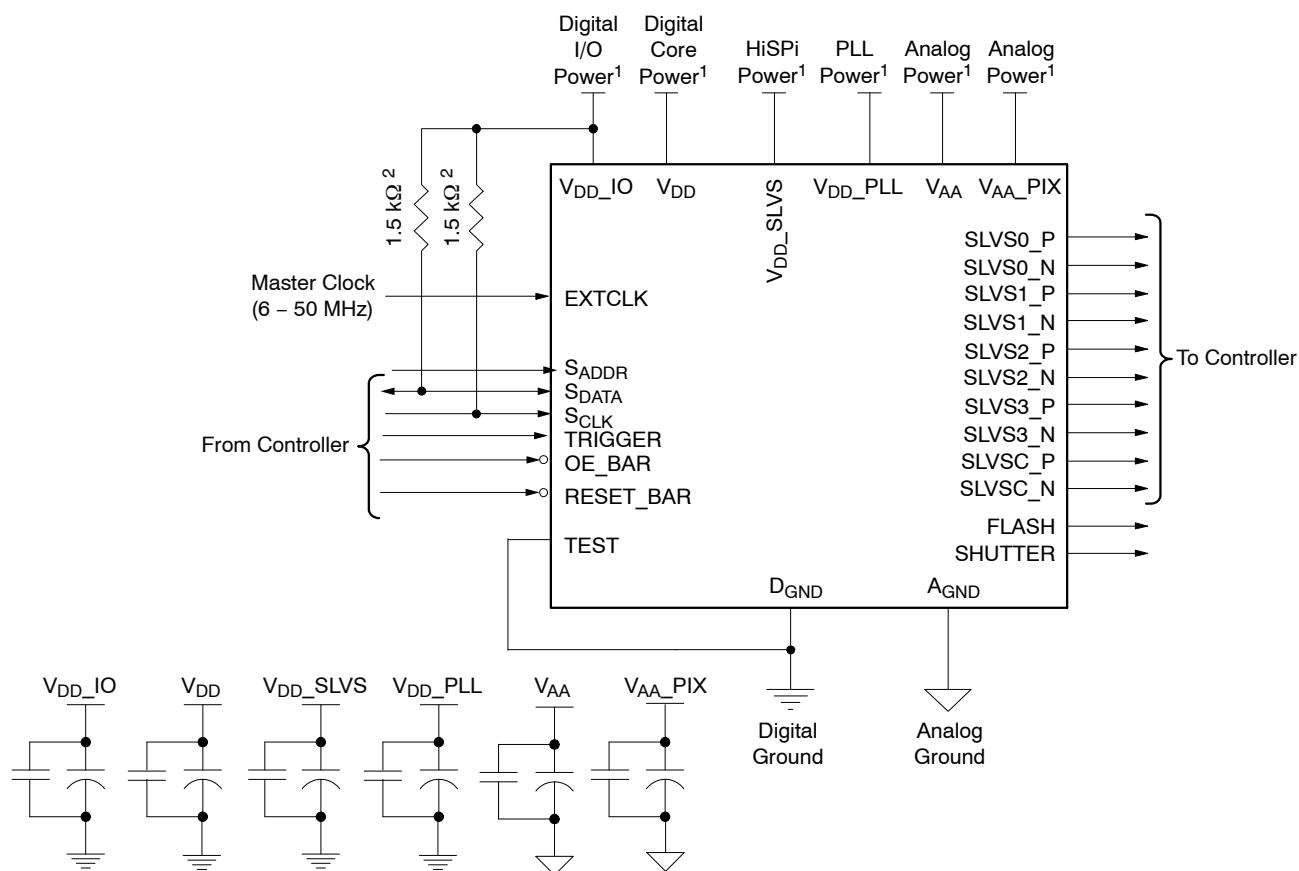 Digital
I/O
Power1
Digital
Core
Power1
HiSPi
Power1
PLL
Power1
Analog
Power1
Analog
Power1
1.5 kΩ 2
1.5 kΩ 2
VDD_IO
VDD
VDD_SLVS
VDD_PLL
VAA
VAA_PIX
Master Clock
(6 – 50 MHz)
EXTCLK
From Controller
SADDR
SDATA
SCLK
TRIGGER
OE_BAR
RESET_BAR
TEST
SLVS0_P
SLVS0_N
SLVS1_P
SLVS1_N
SLVS2_P
SLVS2_N
SLVS3_P
SLVS3_N
SLVSC_P
SLVSC_N
To Controller
FLASH
SHUTTER
DGND
AGND
Digital
Ground
Analog
Ground
VDD_IO
VDD
VDD_SLVS
VDD_PLL
VAA
VAA_PIX